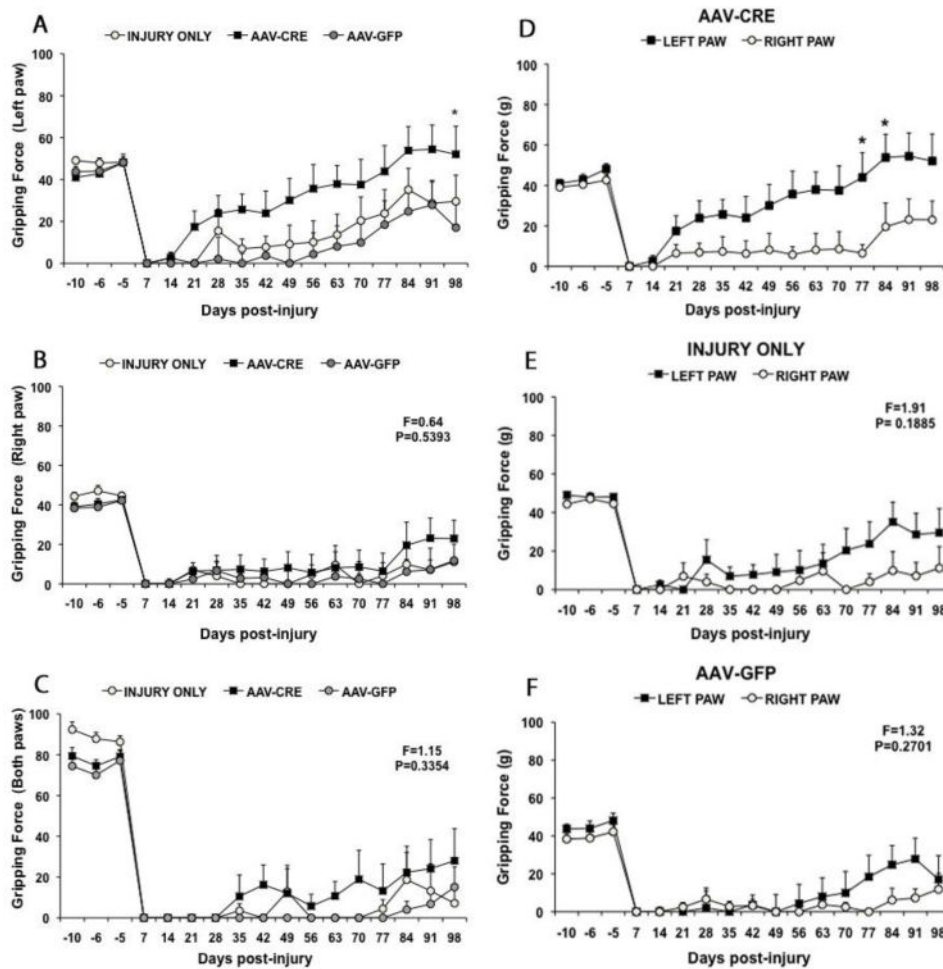 A
INJURY ONLY AAV-CRE AAV-GFP
Gripping Force (Left paw)
100
80
60
40
20
0
*
-10 -6 -5 7 14 21 28 35 42 49 56 63 70 77 84 91 98
Days post-injury
B
INJURY ONLY AAV-CRE AAV-GFP
Gripping Force (Right paw)
100
80
60
40
20
0
F=0.64
P=0.5393
-10 -6 -5 7 14 21 28 35 42 49 56 63 70 77 84 91 98
Days post-injury
C
INJURY ONLY AAV-CRE AAV-GFP
Gripping Force (Both paws)
100
80
60
40
20
0
F=1.15
P=0.3354
-10 -6 -5 7 14 21 28 35 42 49 56 63 70 77 84 91 98
Days post-injury
D
AAV-CRE
LEFT PAW RIGHT PAW
Gripping Force (g)
100
80
60
40
20
0
* *
-10 -6 -5 7 14 21 28 35 42 49 56 63 70 77 84 91 98
Days post-injury
E
INJURY ONLY
LEFT PAW RIGHT PAW
Gripping Force (g)
100
80
60
40
20
0
F=1.91
P= 0.1885
-10 -6 -5 7 14 21 28 35 42 49 56 63 70 77 84 91 98
Days post-injury
F
AAV-GFP
LEFT PAW RIGHT PAW
Gripping Force (g)
100
80
60
40
20
0
F=1.32
P=0.2701
-10 -6 -5 7 14 21 28 35 42 49 56 63 70 77 84 91 98
Days post-injury